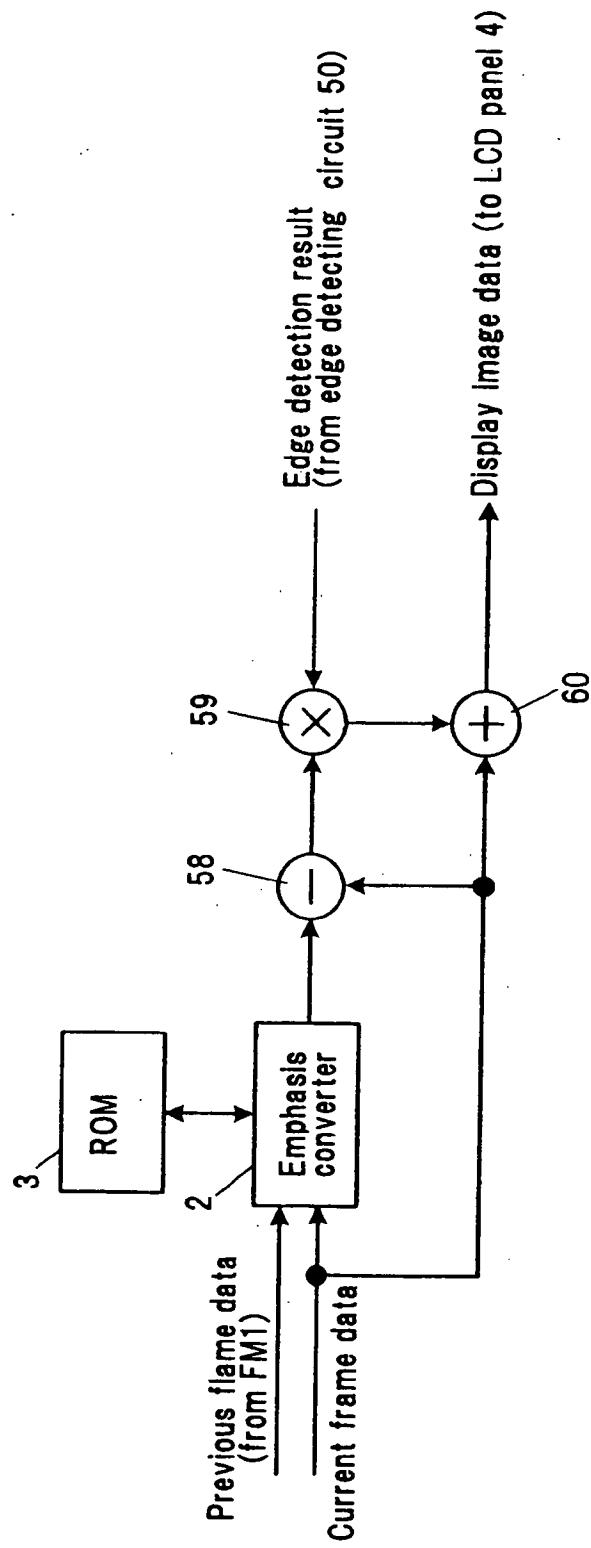 Previous flame data
(from FM1)
Current frame data
3
ROM
2
Emphasis
converter
58
59
Edge detection result
(from edge detecting circuit 50)
60
Display image data (to LCD panel 4)